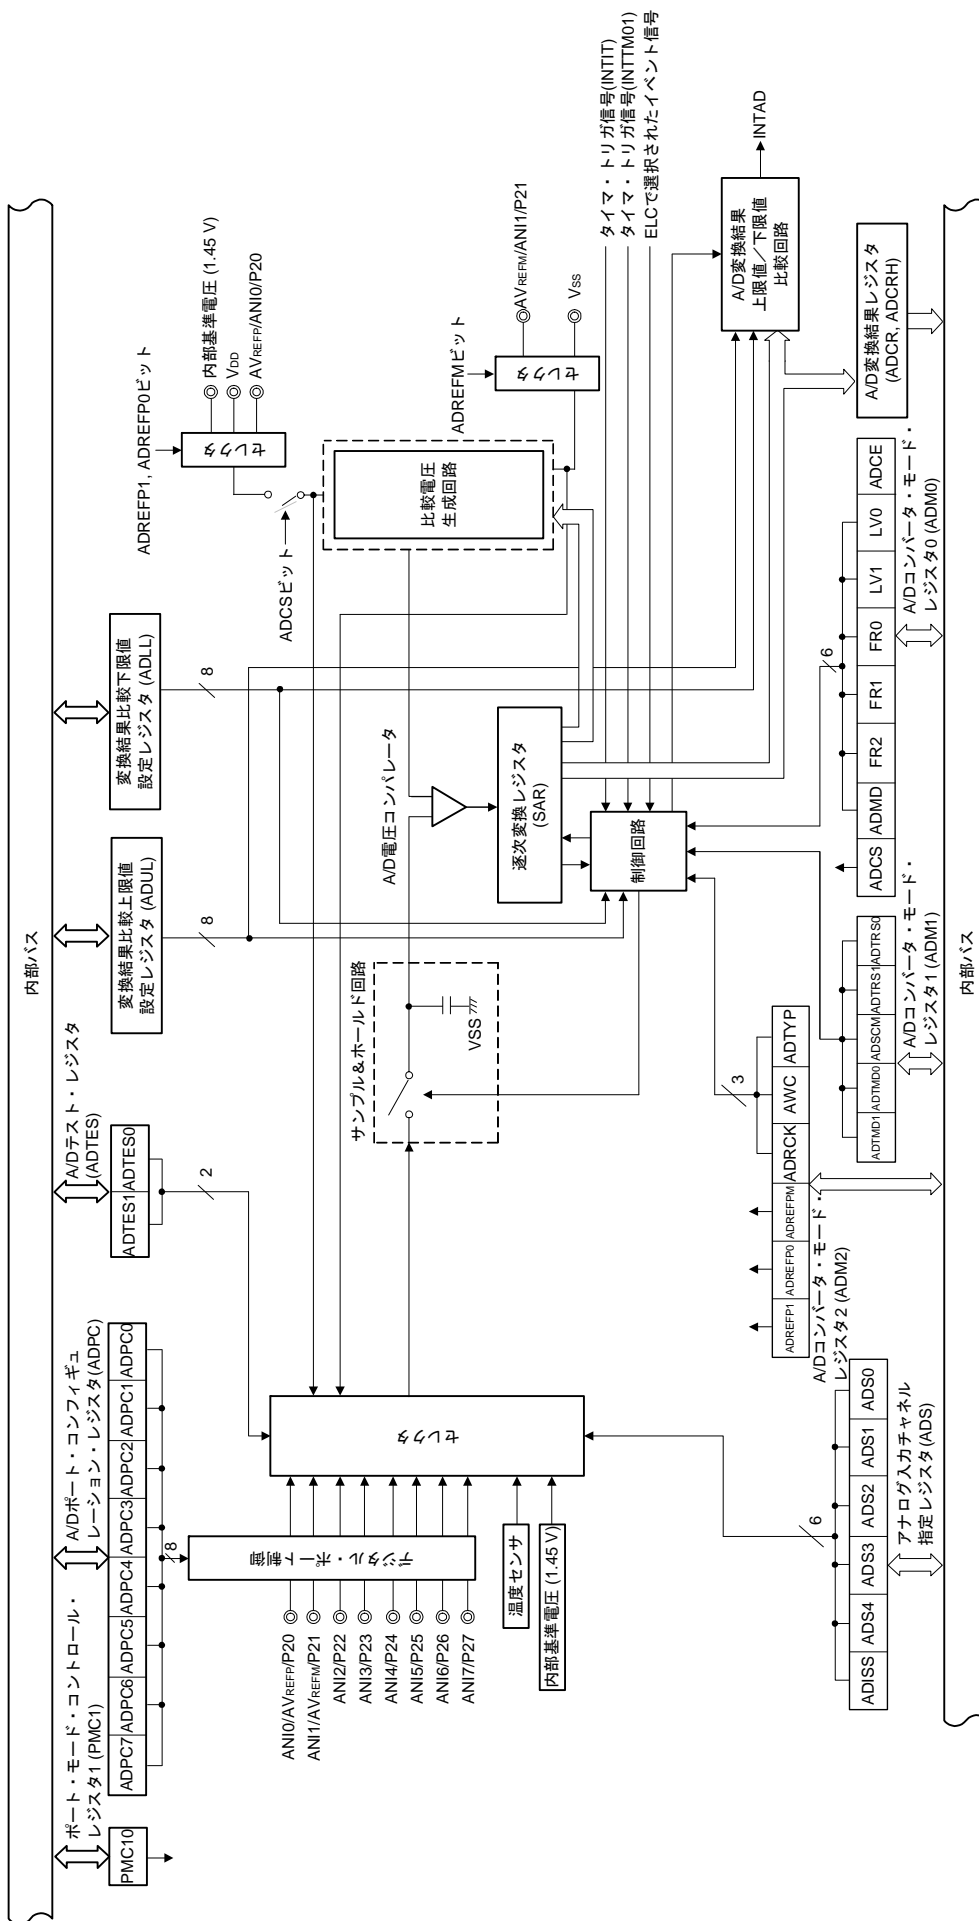 内部バス
ポート・モード・コントロール・
レジスタ1 (PMC1)
PMC10
A/Dポート・コンフィギュ
レーション・レジスタ(ADPC)
ADPC7 ADPC6 ADPC5 ADPC4 ADPC3 ADPC2 ADPC1 ADPC0
8
A/Dテスト・レジスタ
(ADTES)
ADTES1 ADTES0
2
変換結果比較上限値
設定レジスタ (ADUL)
8
変換結果比較下限値
設定レジスタ (ADLL)
8
ADREFP1, ADREFP0ビット
セレクタ
内部基準電圧 (1.45 V)
VDD
AVREFP/ANI0/P20
ADCSビット
比較電圧
生成回路
ADREFMビット
セレクタ
AVREFM/ANI1/P21
VSS
デジタル・ポート制御
ANI0/AVREFP/P20
ANI1/AVREFM/P21
ANI2/P22
ANI3/P23
ANI4/P24
ANI5/P25
ANI6/P26
ANI7/P27
温度センサ
内部基準電圧 (1.45 V)
セレクタ
サンプル&ホールド回路
VSS
A/D電圧コンパレータ
逐次変換レジスタ
(SAR)
制御回路
タイマ・トリガ信号(INTIT)
タイマ・トリガ信号(INTTM01)
ELCで選択されたイベント信号
A/D変換結果
上限値/下限値
比較回路
INTAD
A/D変換結果レジスタ
(ADCR, ADCRH)
6
ADISS ADS4 ADS3 ADS2 ADS1 ADS0
アナログ入力チャネル
指定レジスタ(ADS)
3
ADREFP1 ADREFP0 ADREFPM ADRCK AWC ADTYP
A/Dコンバータ・モード・
レジスタ2 (ADM2)
ADTMD1 ADTMD0 ADSCM ADTRS1 ADTRS0
A/Dコンバータ・モード・
レジスタ1 (ADM1)
6
ADCS ADMD FR2 FR1 FR0 LV1 LV0 ADCE
A/Dコンバータ・モード・
レジスタ0 (ADM0)
内部バス